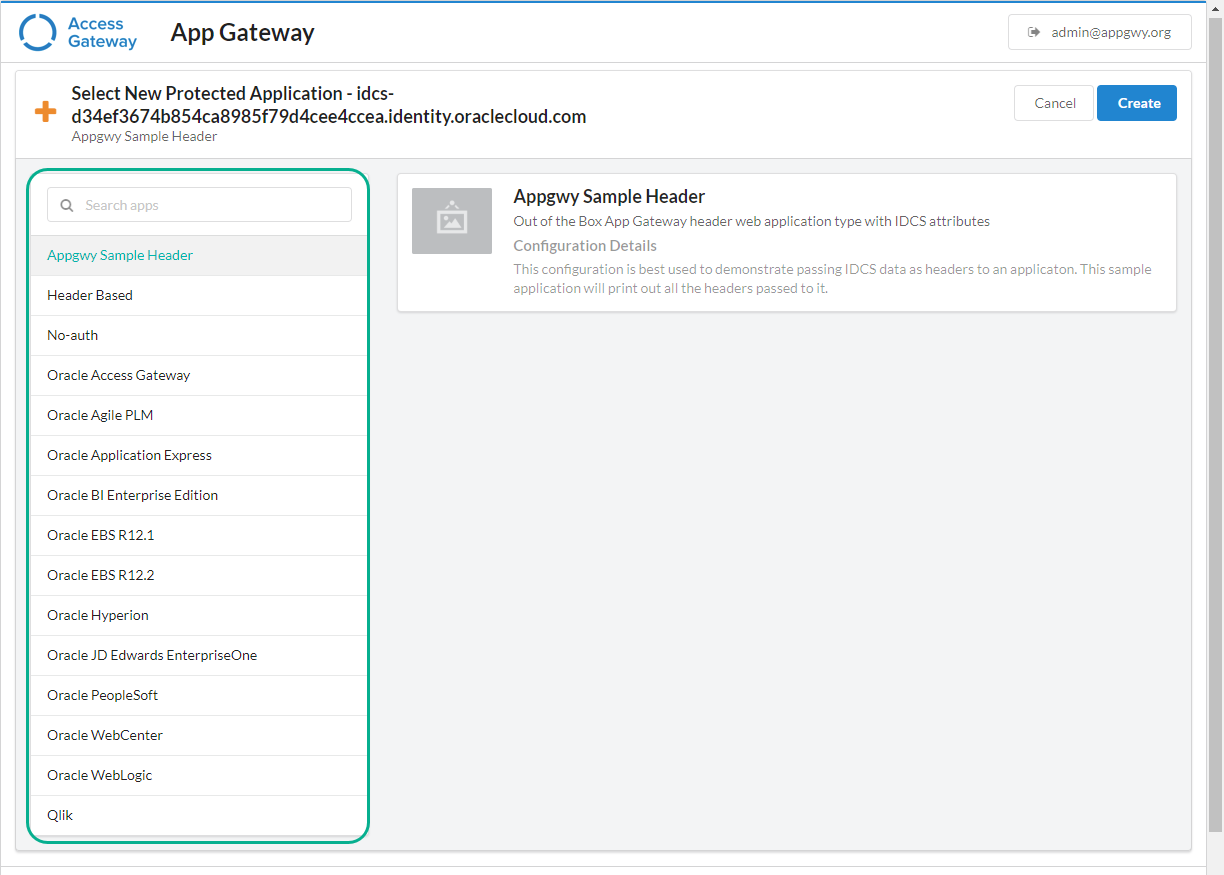 Access
Gateway
App Gateway
admin@appgwy.org
Select New Protected Application - idcs-
d34ef3674b854ca8985f79d4cee4ccea.identity.oraclecloud.com
Appgwy Sample Header
Cancel
Create
Search apps
Appgwy Sample Header
Header Based
No-auth
Oracle Access Gateway
Oracle Agile PLM
Oracle Application Express
Oracle BI Enterprise Edition
Oracle EBS R12.1
Oracle EBS R12.2
Oracle Hyperion
Oracle JD Edwards EnterpriseOne
Oracle PeopleSoft
Oracle WebCenter
Oracle WebLogic
Qlik
Appgwy Sample Header
Out of the Box App Gateway header web application type with IDCS attributes
Configuration Details
This configuration is best used to demonstrate passing IDCS data as headers to an applicaton. This sample
application will print out all the headers passed to it.